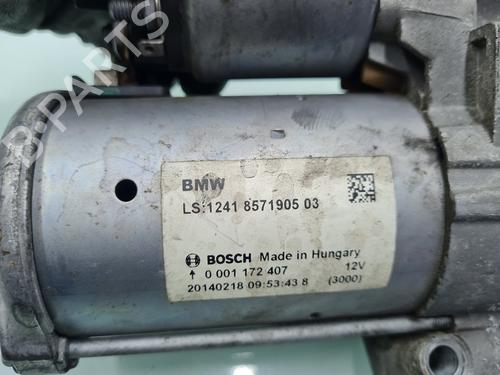 BMW
LS:1241 8571905 03
BOSCH Made in Hungary
↑ 0 001 172 407 12V
20140218 09:53:43 8 (3000)
B-PARTS